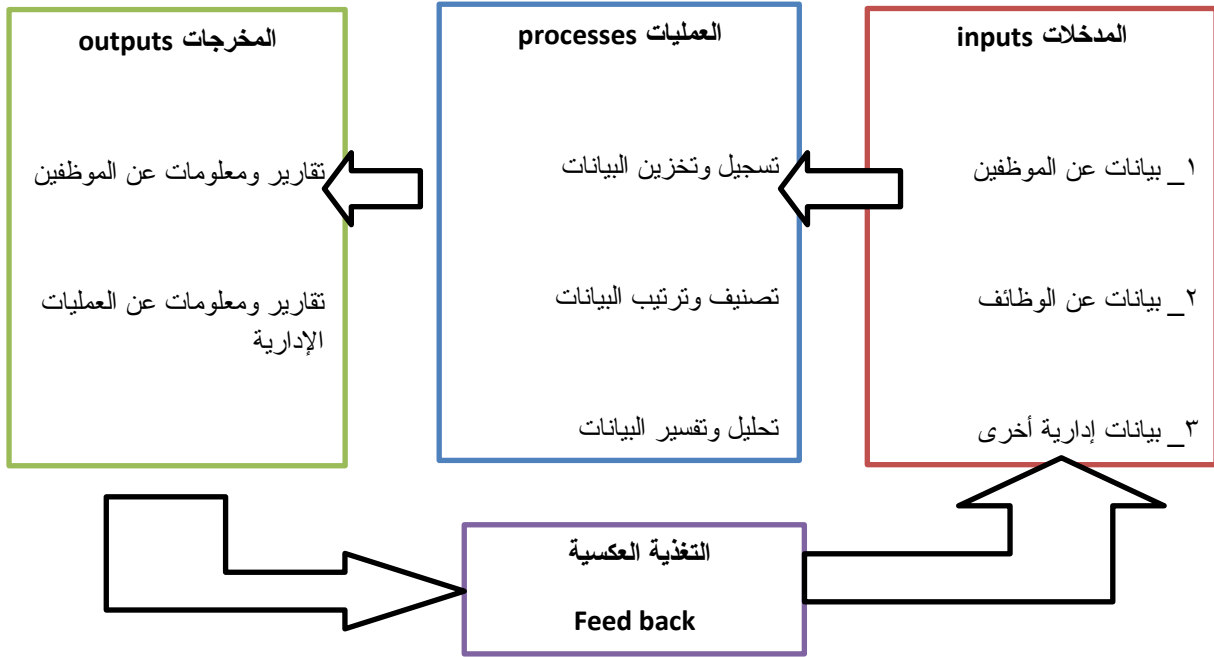 المدخلات inputs
١_ بيانات عن الموظفين
٢_ بيانات عن الوظائف
٣_ بيانات إدارية أخرى
العمليات processes
تسجيل وتخزين البيانات
تصنيف وترتيب البيانات
تحليل وتفسير البيانات
المخرجات outputs
تقارير ومعلومات عن الموظفين
تقارير ومعلومات عن العمليات
الإدارية
التغذية العكسية
Feed back